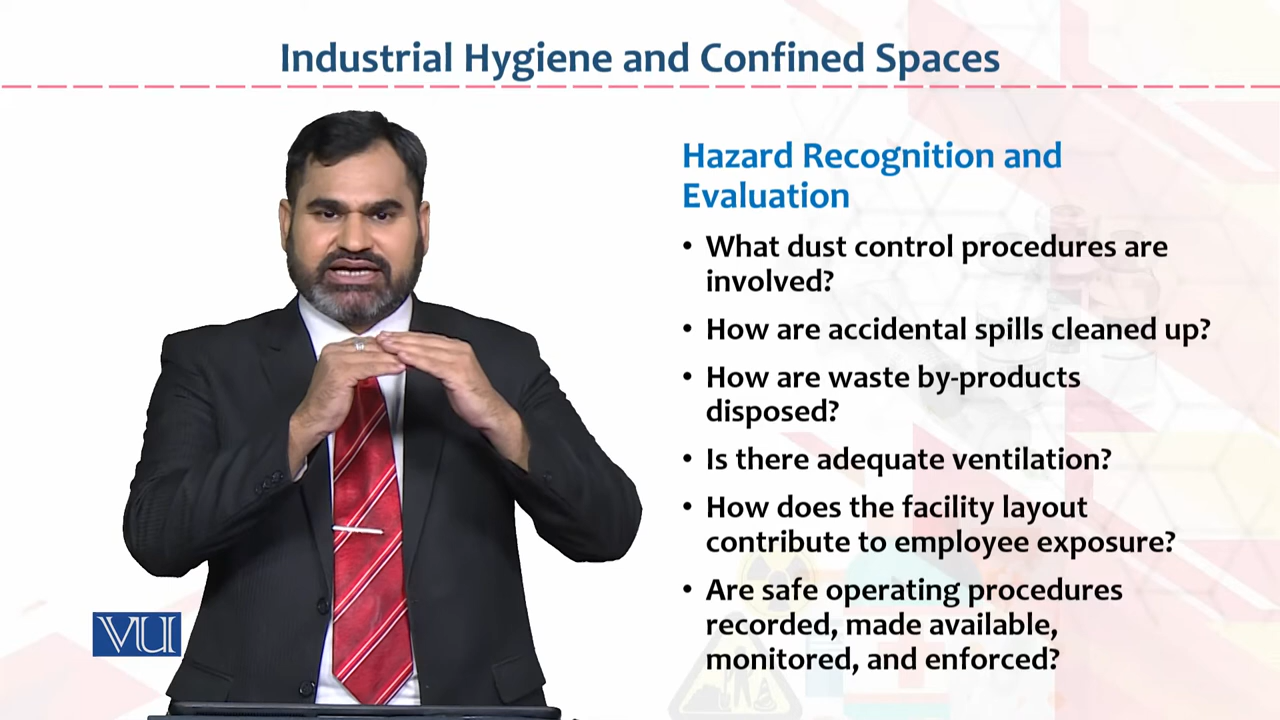 Industrial Hygiene and Confined Spaces
Hazard Recognition and
Evaluation
• What dust control procedures are
involved?
• How are accidental spills cleaned up?
• How are waste by-products
disposed?
• Is there adequate ventilation?
• How does the facility layout
contribute to employee exposure?
• Are safe operating procedures
recorded, made available,
monitored, and enforced?
VU